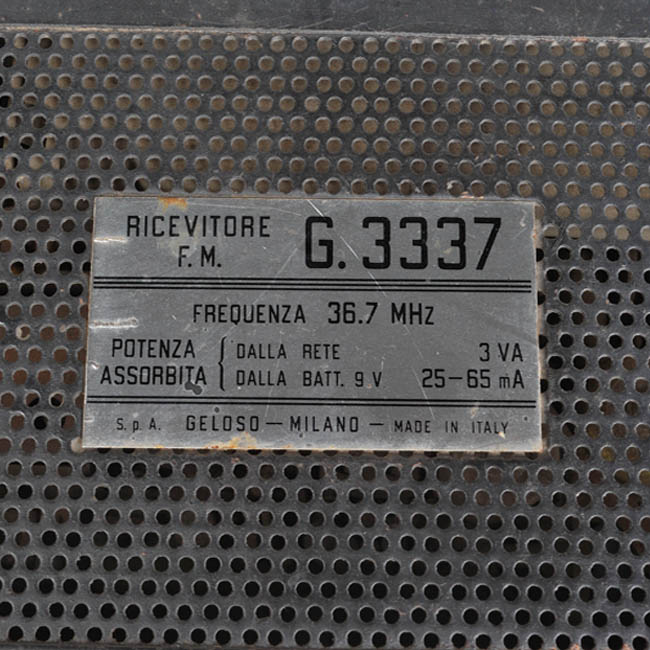 RICEVITORE G. 3337
F. M.
FREQUENZA 36.7 MHz
POTENZA ASSORBITA { DALLA RETE 3 VA
DALLA BATT. 9 V 25-65 mA
S. p A. GELOSO — MILANO — MADE IN ITALY